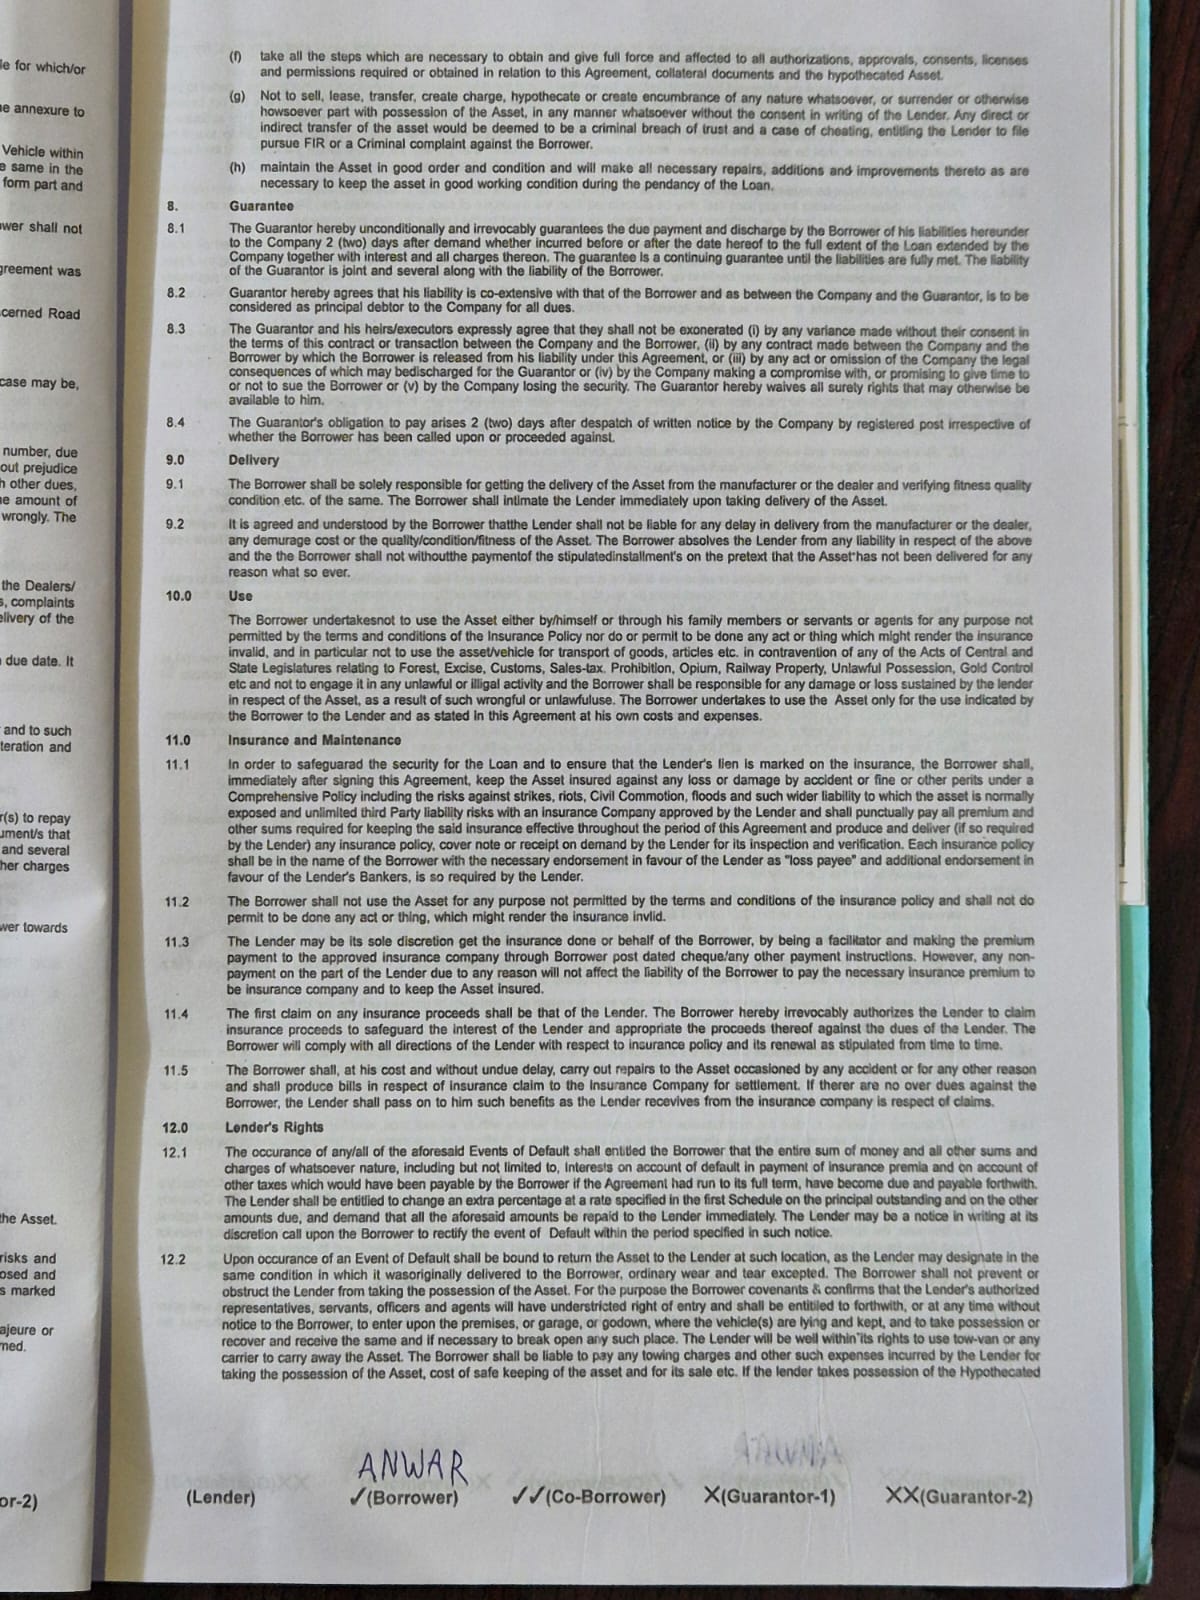 le for which/or
e annexure to
Vehicle within
e same in the
form part and
wer shall not
greement was
cerned Road
case may be,
number, due
out prejudice
h other dues,
e amount of
wrongly. The
the Dealers/
s, complaints
elivery of the
due date. It
and to such
teration and
r(s) to repay
ument/s that
and several
her charges
wer towards
the Asset.
risks and
osed and
s marked
ajeure or
med.
or-2)
(f) take all the steps which are necessary to obtain and give full force and affected to all authorizations, approvals, consents, licenses
and permissions required or obtained in relation to this Agreement, collateral documents and the hypothecated Asset.
(g) Not to sell, lease, transfer, create charge, hypothecate or create encumbrance of any nature whatsoever, or surrender or otherwise
howsoever part with possession of the Asset, in any manner whatsoever without the consent in writing of the Lender. Any direct or
indirect transfer of the asset would be deemed to be a criminal breach of trust and a case of cheating, entitling the Lender to file
pursue FIR or a Criminal complaint against the Borrower.
(h) maintain the Asset in good order and condition and will make all necessary repairs, additions and improvements thereto as are
necessary to keep the asset in good working condition during the pendancy of the Loan.
8. Guarantee
8.1 The Guarantor hereby unconditionally and irrevocably guarantees the due payment and discharge by the Borrower of his liabilities hereunder
to the Company 2 (two) days after demand whether incurred before or after the date hereof to the full extent of the Loan extended by the
Company together with interest and all charges thereon. The guarantee is a continuing guarantee until the liabilities are fully met. The liability
of the Guarantor is joint and several along with the liability of the Borrower.
8.2 Guarantor hereby agrees that his liability is co-extensive with that of the Borrower and as between the Company and the Guarantor, is to be
considered as principal debtor to the Company for all dues.
8.3 The Guarantor and his heirs/executors expressly agree that they shall not be exonerated (i) by any variance made without their consent in
the terms of this contract or transaction between the Company and the Borrower, (ii) by any contract made between the Company and the
Borrower by which the Borrower is released from his liability under this Agreement, or (iii) by any act or omission of the Company the legal
consequences of which may bedischarged for the Guarantor or (iv) by the Company making a compromise with, or promising to give time to
or not to sue the Borrower or (v) by the Company losing the security. The Guarantor hereby waives all surety rights that may otherwise be
available to him.
8.4 The Guarantor's obligation to pay arises 2 (two) days after despatch of written notice by the Company by registered post irrespective of
whether the Borrower has been called upon or proceeded against.
9.0 Delivery
9.1 The Borrower shall be solely responsible for getting the delivery of the Asset from the manufacturer or the dealer and verifying fitness quality
condition etc. of the same. The Borrower shall intimate the Lender immediately upon taking delivery of the Asset.
9.2 It is agreed and understood by the Borrower thatthe Lender shall not be liable for any delay in delivery from the manufacturer or the dealer,
any demurage cost or the quality/condition/fitness of the Asset. The Borrower absolves the Lender from any liability in respect of the above
and the the Borrower shall not withoutthe paymentof the stipulatedinstallment's on the pretext that the Asset has not been delivered for any
reason what so ever.
10.0 Use
The Borrower undertakesnot to use the Asset either by/himself or through his family members or servants or agents for any purpose not
permitted by the terms and conditions of the Insurance Policy nor do or permit to be done any act or thing which might render the insurance
invalid, and in particular not to use the asset/vehicle for transport of goods, articles etc. in contravention of any of the Acts of Central and
State Legislatures relating to Forest, Excise, Customs, Sales-tax. Prohibition, Opium, Railway Property, Unlawful Possession, Gold Control
etc and not to engage it in any unlawful or illigal activity and the Borrower shall be responsible for any damage or loss sustained by the lender
in respect of the Asset, as a result of such wrongful or unlawfuluse. The Borrower undertakes to use the Asset only for the use indicated by
the Borrower to the Lender and as stated in this Agreement at his own costs and expenses.
11.0 Insurance and Maintenance
11.1 In order to safeguarad the security for the Loan and to ensure that the Lender's lien is marked on the insurance, the Borrower shall,
immediately after signing this Agreement, keep the Asset insured against any loss or damage by accident or fine or other perits under a
Comprehensive Policy including the risks against strikes, riots, Civil Commotion, floods and such wider liability to which the asset is normally
exposed and unlimited third Party liability risks with an insurance Company approved by the Lender and shall punctually pay all premium and
other sums required for keeping the said insurance effective throughout the period of this Agreement and produce and deliver (if so required
by the Lender) any insurance policy, cover note or receipt on demand by the Lender for its inspection and verification. Each insurance policy
shall be in the name of the Borrower with the necessary endorsement in favour of the Lender as "loss payee" and additional endorsement in
favour of the Lender's Bankers, is so required by the Lender.
11.2 The Borrower shall not use the Asset for any purpose not permitted by the terms and conditions of the insurance policy and shall not do
permit to be done any act or thing, which might render the insurance invlid.
11.3 The Lender may be its sole discretion get the insurance done or behalf of the Borrower, by being a facilitator and making the premium
payment to the approved insurance company through Borrower post dated cheque/any other payment instructions. However, any non-
payment on the part of the Lender due to any reason will not affect the liability of the Borrower to pay the necessary insurance premium to
be insurance company and to keep the Asset insured.
11.4 The first claim on any insurance proceeds shall be that of the Lender. The Borrower hereby irrevocably authorizes the Lender to claim
insurance proceeds to safeguard the interest of the Lender and appropriate the proceeds thereof against the dues of the Lender. The
Borrower will comply with all directions of the Lender with respect to insurance policy and its renewal as stipulated from time to time.
11.5 The Borrower shall, at his cost and without undue delay, carry out repairs to the Asset occasioned by any accident or for any other reason
and shall produce bills in respect of insurance claim to the Insurance Company for settlement. If therer are no over dues against the
Borrower, the Lender shall pass on to him such benefits as the Lender recevives from the insurance company is respect of claims.
12.0 Lender's Rights
12.1 The occurance of any/all of the aforesaid Events of Default shall entitled the Borrower that the entire sum of money and all other sums and
charges of whatsoever nature, including but not limited to, Interests on account of default in payment of insurance premia and on account of
other taxes which would have been payable by the Borrower if the Agreement had run to its full term, have become due and payable forthwith.
The Lender shall be entitlied to change an extra percentage at a rate specified in the first Schedule on the principal outstanding and on the other
amounts due, and demand that all the aforesaid amounts be repaid to the Lender immediately. The Lender may be a notice in writing at its
discretion call upon the Borrower to rectify the event of Default within the period specified in such notice.
12.2 Upon occurance of an Event of Default shall be bound to return the Asset to the Lender at such location, as the Lender may designate in the
same condition in which it wasoriginally delivered to the Borrower, ordinary wear and tear excepted. The Borrower shall not prevent or
obstruct the Lender from taking the possession of the Asset. For the purpose the Borrower covenants & confirms that the Lender's authorized
representatives, servants, officers and agents will have understricted right of entry and shall be entitiled to forthwith, or at any time without
notice to the Borrower, to enter upon the premises, or garage, or godown, where the vehicle(s) are lying and kept, and to take possession or
recover and receive the same and if necessary to break open any such place. The Lender will be well within its rights to use tow-van or any
carrier to carry away the Asset. The Borrower shall be liable to pay any towing charges and other such expenses incurred by the Lender for
taking the possession of the Asset, cost of safe keeping of the asset and for its sale etc. If the lender takes possession of the Hypothecated
ANWAR
(Lender) ✓(Borrower) ✓✓(Co-Borrower) X(Guarantor-1) XX(Guarantor-2)